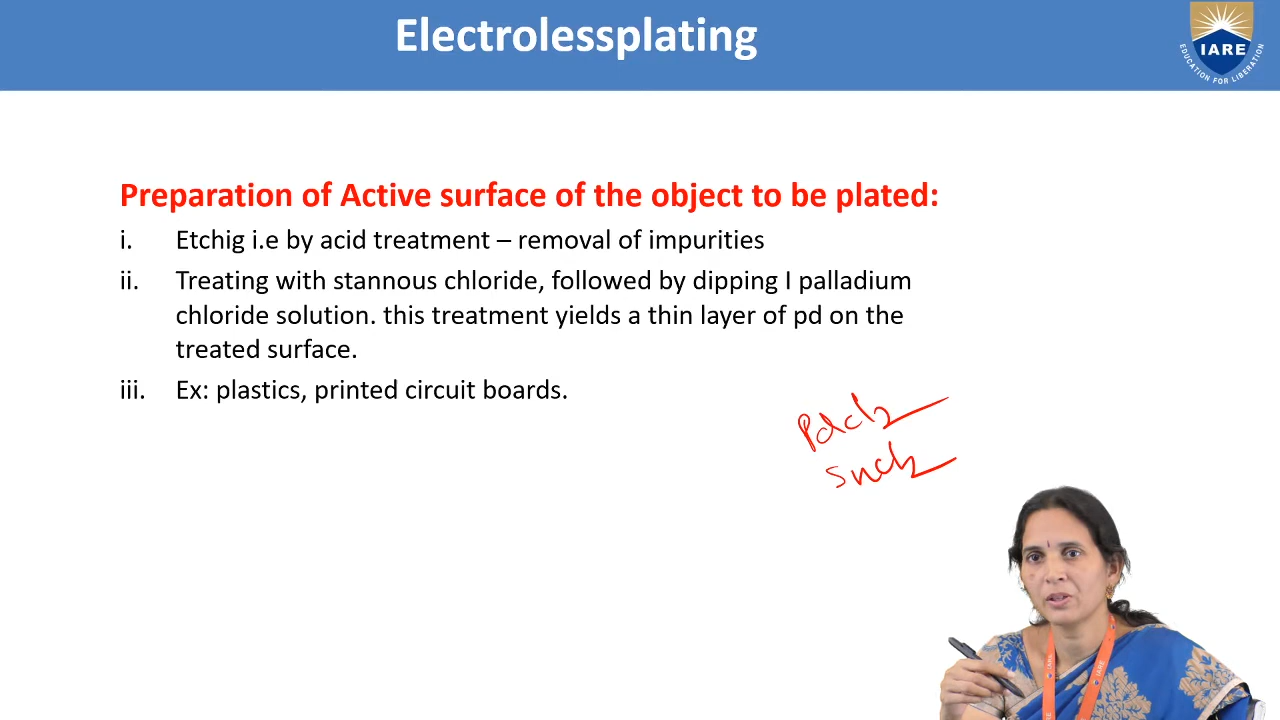 Electrolessplating
IARE
EDUCATION FOR LIBERATION
Preparation of Active surface of the object to be plated:
i. Etchig i.e by acid treatment – removal of impurities
ii. Treating with stannous chloride, followed by dipping I palladium
chloride solution. this treatment yields a thin layer of pd on the
treated surface.
iii. Ex: plastics, printed circuit boards.
Pdcl2
Sncl2
IARE